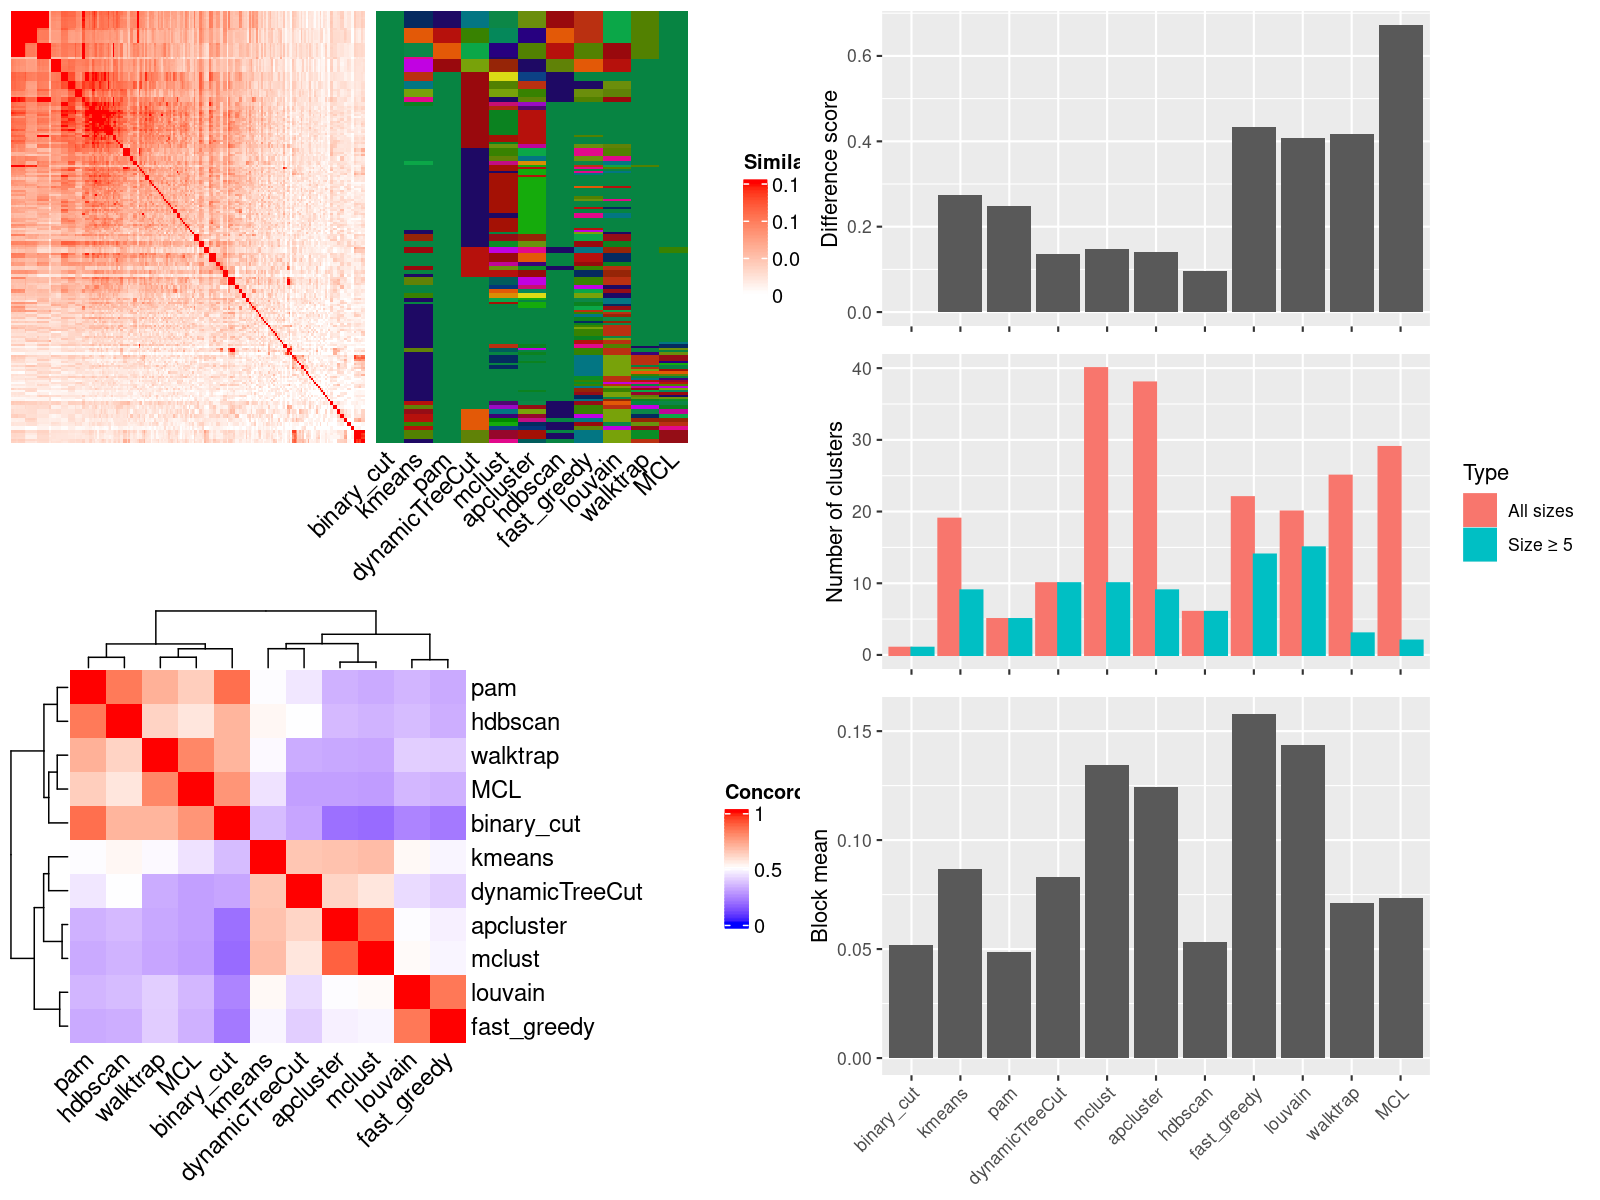 Simila
0.1
0.1
0.0
0
binary_cut
kmeans
pam
dynamicTreeCut
mclust
apcluster
hdbscan
fast_greedy
louvain
walktrap
MCL
pam
hdbscan
walktrap
MCL
binary_cut
kmeans
dynamicTreeCut
apcluster
mclust
louvain
fast_greedy
pam
hdbscan
walktrap
MCL
binary_cut
kmeans
dynamicTreeCut
apcluster
mclust
louvain
fast_greedy
Concord
1
0.5
0
Difference score
0.6
0.4
0.2
0.0
Number of clusters
40
30
20
10
0
Type
All sizes
Size ≥ 5
Block mean
0.15
0.10
0.05
0.00
binary_cut
kmeans
pam
dynamicTreeCut
mclust
apcluster
hdbscan
fast_greedy
louvain
walktrap
MCL